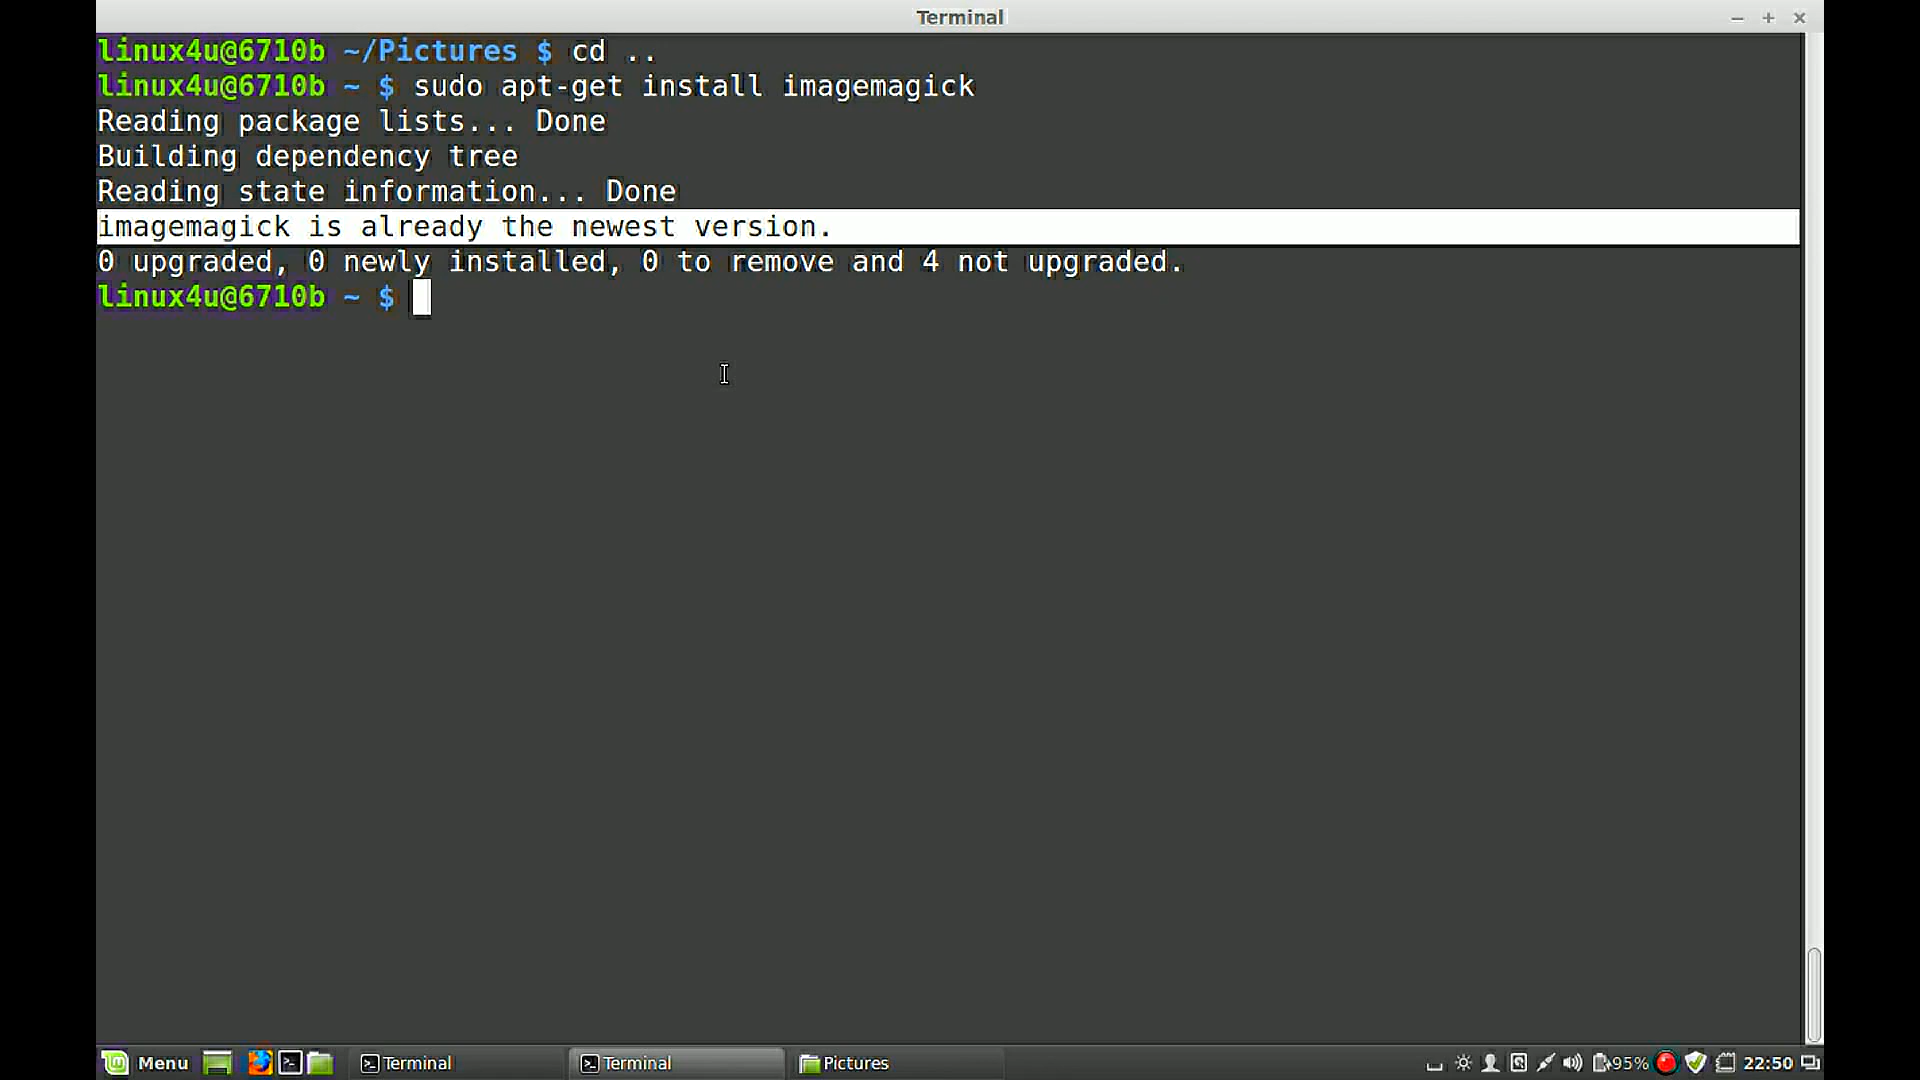 Terminal
linux4u@6710b ~/Pictures $ cd ..
linux4u@6710b ~ $ sudo apt-get install imagemagick
Reading package lists... Done
Building dependency tree
Reading state information... Done
imagemagick is already the newest version.
0 upgraded, 0 newly installed, 0 to remove and 4 not upgraded.
linux4u@6710b ~ $
Menu Terminal Terminal Pictures 95% 22:50